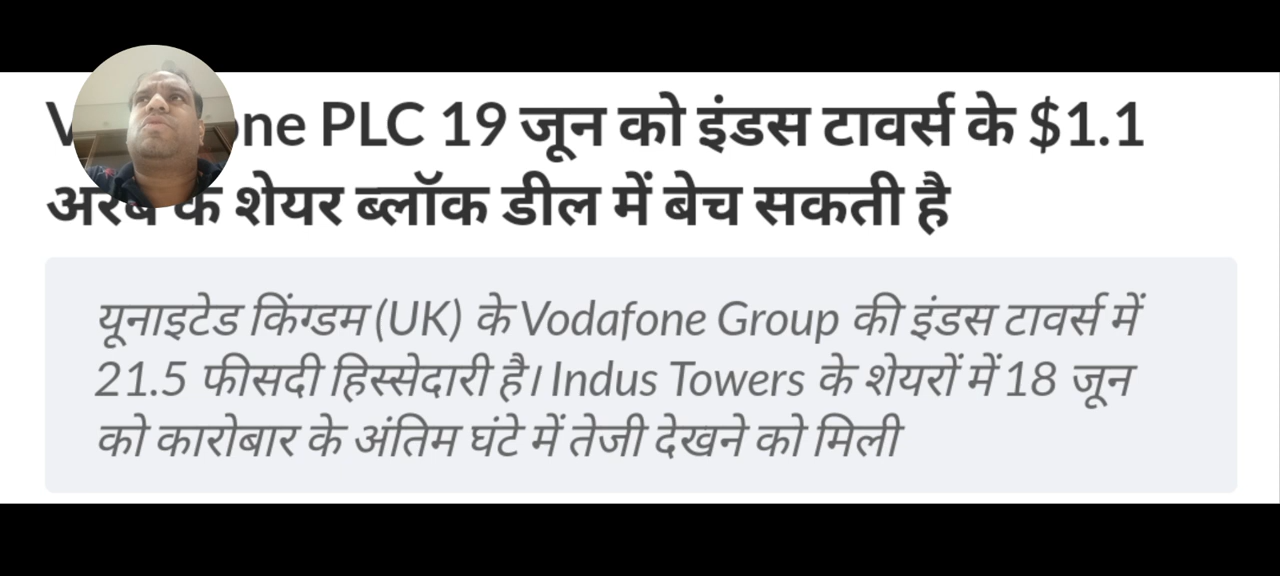 PLC 19 जून को इंडस टावर्स के $1.1
अरब के शेयर ब्लॉक डील में बेच सकती है
यूनाइटेड किंग्डम (UK) के Vodafone Group की इंडस टावर्स में
21.5 फीसदी हिस्सेदारी है। Indus Towers के शेयरों में 18 जून
को कारोबार के अंतिम घंटे में तेजी देखने को मिली